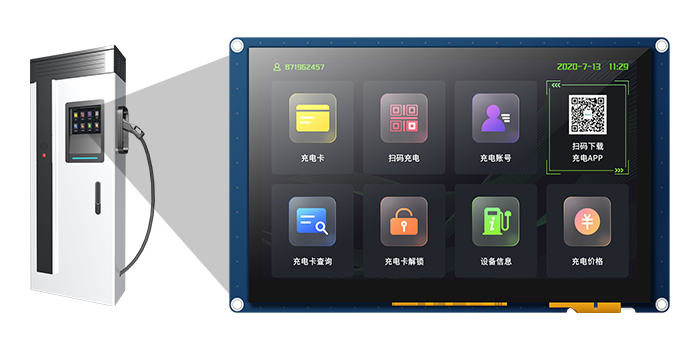 871962457
2020-7-13 11:29
充电卡
扫码充电
充电账号
扫码下载
充电APP
充电卡查询
充电卡解锁
设备信息
充电价格